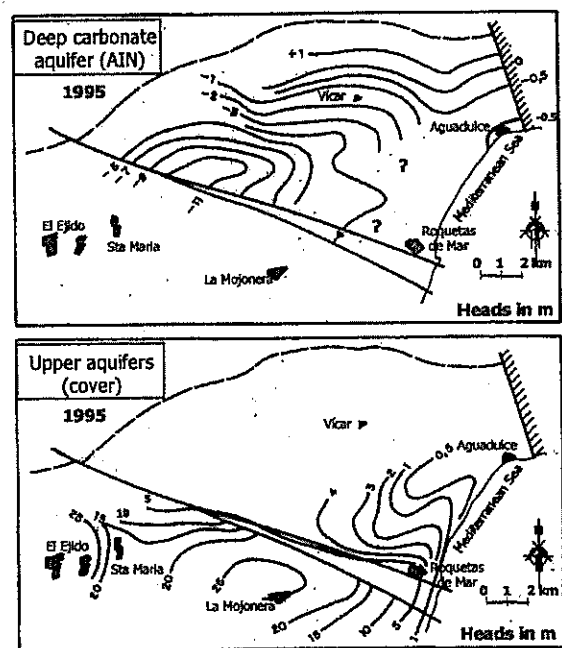 Deep carbonate
aquifer (AIN)
1995
+1
0
-0,5
-0.5
-1
-2
-3
Vícar
Aguadulce
?
?
Mediterranean Sea
N
-11
El Ejido
Sta Maria
La Mojonera
Roquetas
de Mar
0 1 2 km
Heads in m
Upper aquifers
(cover)
1995
Vícar
Aguadulce
0,5
1
2
3
4
Mediterranean Sea
N
5
25
15
El Ejido
Sta Maria
20
20
25
La Mojonera
Roquetas
de Mar
20
15
10
5
1
0 1 2 km
Heads in m